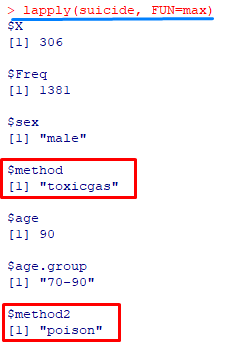 > lapply(suicide, FUN=max)
$X
[1] 306
$Freq
[1] 1381
$sex
[1] "male"
$method
[1] "toxicgas"
$age
[1] 90
$age.group
[1] "70-90"
$method2
[1] "poison"